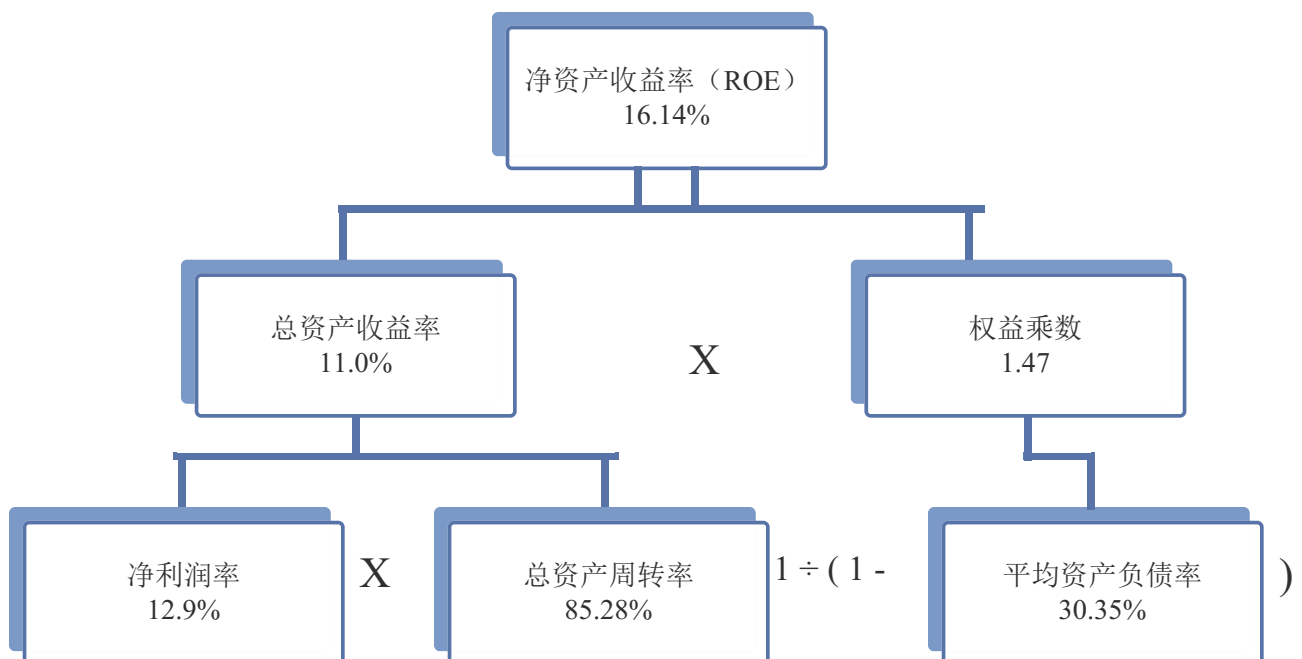 净资产收益率（ROE）
16.14%
总资产收益率
11.0%
X
权益乘数
1.47
净利润率
12.9%
X
总资产周转率
85.28%
1 ÷ ( 1 -
平均资产负债率
30.35%
)